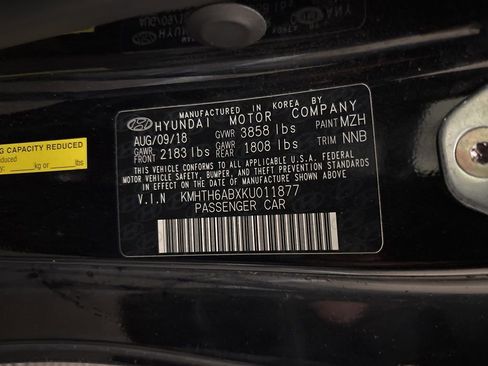 G CAPACITY REDUCED
educed
kg or
lbs
MANUFACTURED IN KOREA BY
HYUNDAI MOTOR COMPANY
AUG/09/18 GVWR 3858 lbs PAINT MZH
GAWR FRONT 2183 lbs GAWR REAR 1808 lbs TRIM NNB
THIS VEHICLE CONFORMS TO ALL APPLICABLE U.S.A. FEDERAL
MOTOR VEHICLE SAFETY, BUMPER, AND THEFT PREVENTION STANDARDS
IN EFFECT ON THE DATE OF MANUFACTURE SHOWN ABOVE.
V.I.N KMHTH6ABXKU011877
PASSENGER CAR